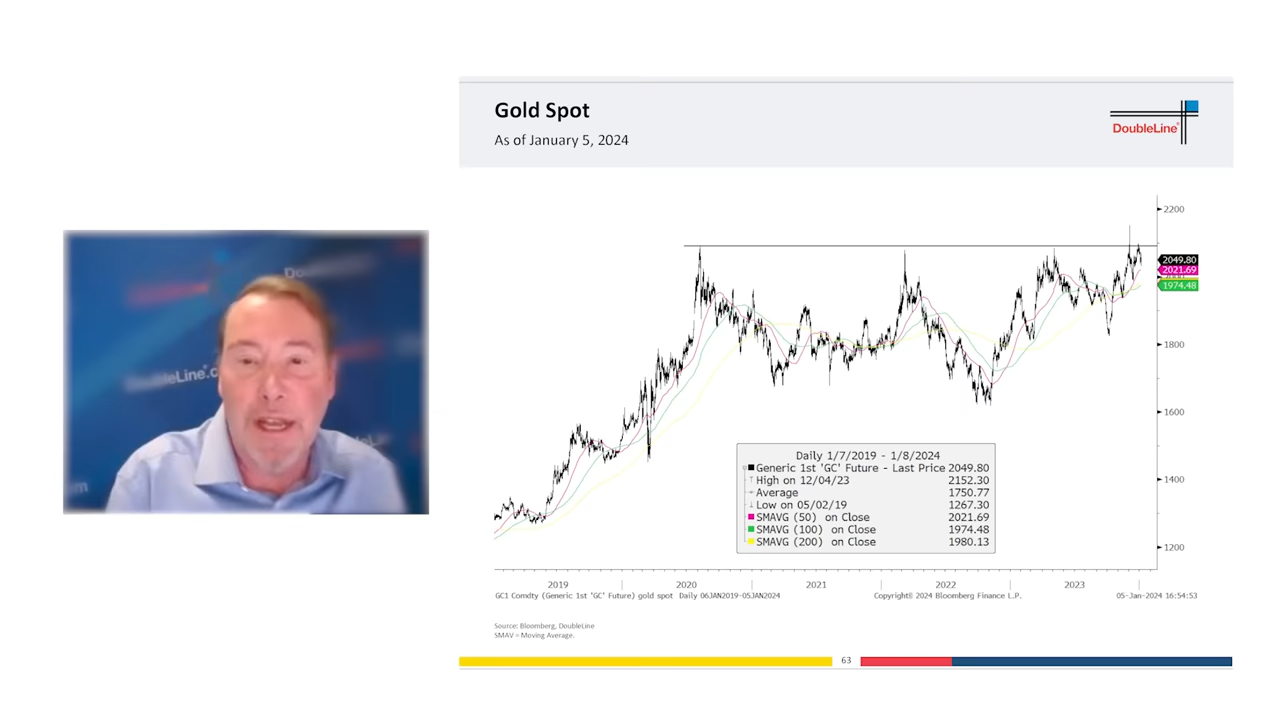 Gold Spot
As of January 5, 2024
DoubleLine®
DoubleLine.c
2200
2049.80
2021.69
1974.48
1800
1600
1400
1200
Daily 1/7/2019 - 1/8/2024
Generic 1st 'GC' Future - Last Price 2049.80
High on 12/04/23 2152.30
Average 1750.77
Low on 05/02/19 1267.30
SMAVG (50) on Close 2021.69
SMAVG (100) on Close 1974.48
SMAVG (200) on Close 1980.13
2019 2020 2021 2022 2023
GC1 Comdty (Generic 1st 'GC' Future) gold spot Daily 06JAN2019-05JAN2024 Copyright© 2024 Bloomberg Finance L.P. 05-Jan-2024 16:54:53
Source: Bloomberg, DoubleLine
SMAV = Moving Average.
63